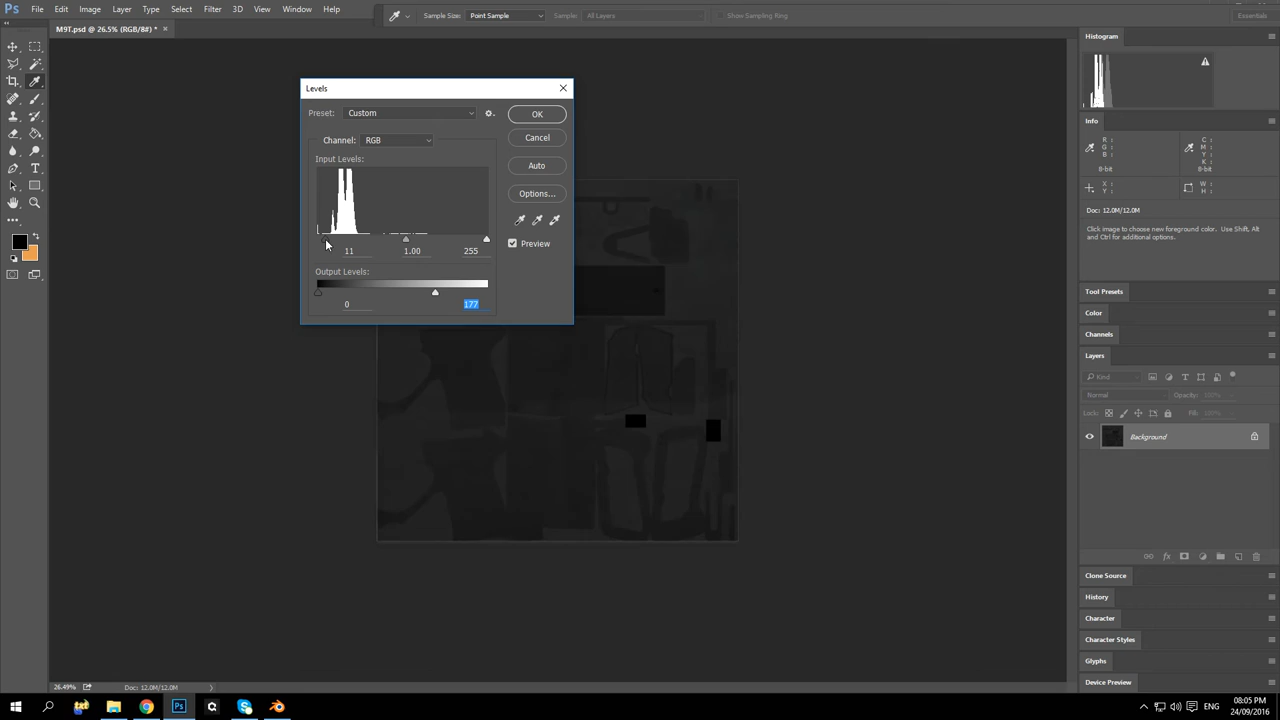 Ps File Edit Image Layer Type Select Filter 3D View Window Help
Sample Size: Point Sample Sample: All Layers Show Sampling Ring Essentials
M9T.psd @ 26.5% (RGB/8#) * ×
Histogram
Levels
Preset: Custom
OK
Channel: RGB
Cancel
Input Levels:
Auto
Options...
Preview
11 1.00 255
Output Levels:
0 177
Info
R: C:
G: M:
B: Y:
K:
8-bit 8-bit
X: W:
Y: H:
Doc: 12.0M/12.0M
Click image to choose new foreground color. Use Shift, Alt and Ctrl for additional options.
Tool Presets
Color
Channels
Layers
Kind
Normal Opacity: 100%
Lock: Fill: 100%
Background
Clone Source
History
Character
Character Styles
Glyphs
Device Preview
26.49% Doc: 12.0M/12.0M
Ps
ENG 08:05 PM
24/09/2016